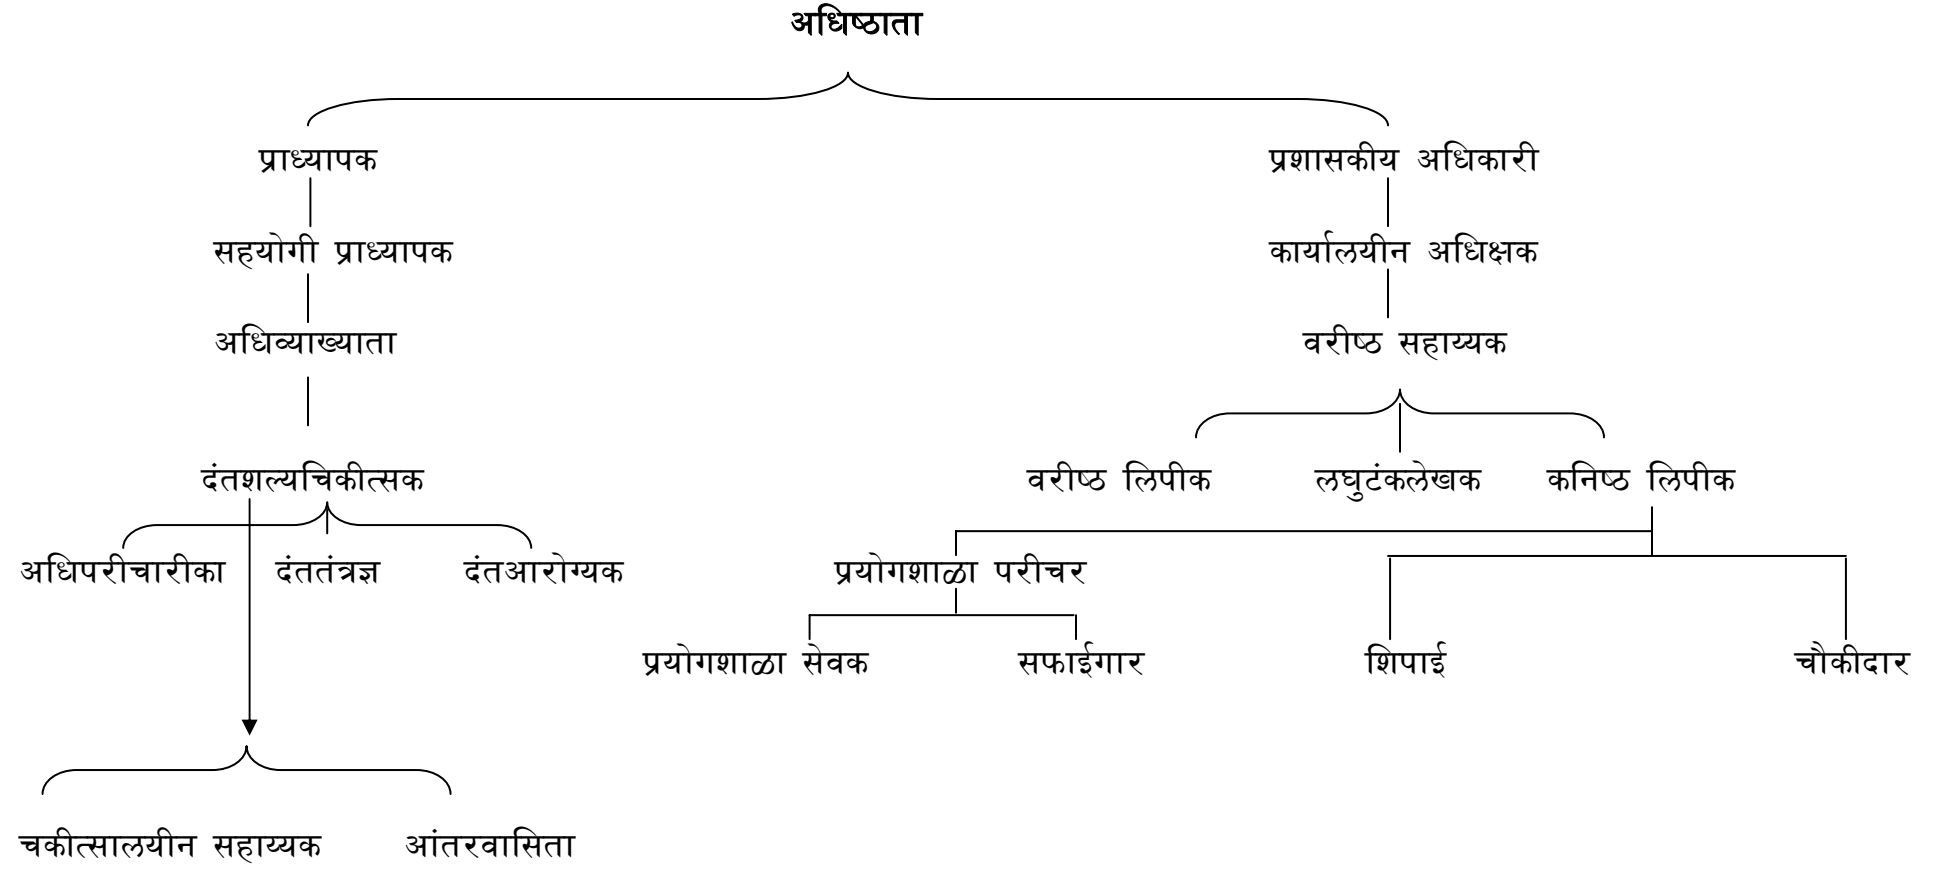 अधिष्ठाता
प्राध्यापक प्रशासकीय अधिकारी
सहयोगी प्राध्यापक कार्यालयीन अधिक्षक
अधिव्याख्याता वरीष्ठ सहाय्यक
दंतशल्यचिकीत्सक वरीष्ठ लिपीक लघुटंकलेखक कनिष्ठ लिपीक
अधिपरीचारीका दंततंत्रज्ञ दंतआरोग्यक प्रयोगशाळा परीचर
प्रयोगशाळा सेवक सफाईगार शिपाई चौकीदार
चकीत्सालयीन सहाय्यक आंतरवासिता